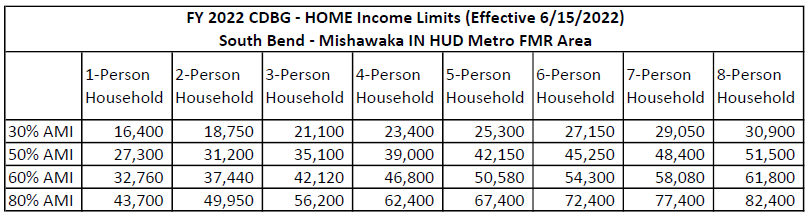 FY 2022 CDBG - HOME Income Limits (Effective 6/15/2022)
South Bend - Mishawaka IN HUD Metro FMR Area
1-Person Household 2-Person Household 3-Person Household 4-Person Household 5-Person Household 6-Person Household 7-Person Household 8-Person Household
30% AMI 16,400 18,750 21,100 23,400 25,300 27,150 29,050 30,900
50% AMI 27,300 31,200 35,100 39,000 42,150 45,250 48,400 51,500
60% AMI 32,760 37,440 42,120 46,800 50,580 54,300 58,080 61,800
80% AMI 43,700 49,950 56,200 62,400 67,400 72,400 77,400 82,400